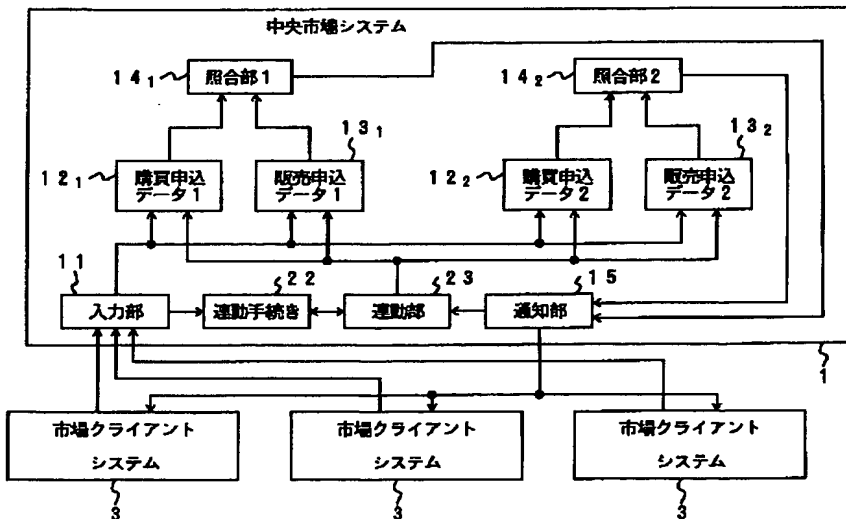 中央市場システム
14₁
照合部1
14₂
照合部2
13₁
13₂
12₁
購買申込
データ1
販売申込
データ1
12₂
購買申込
データ2
販売申込
データ2
11
22
23
15
入力部
連動手続き
連動部
通知部
1
市場クライアント
システム
市場クライアント
システム
市場クライアント
システム
3
3
3